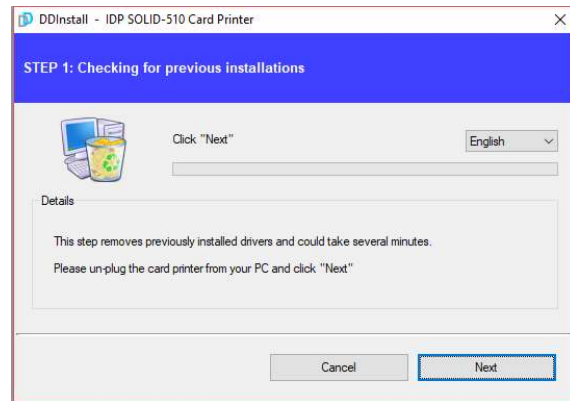 DDInstall - IDP SOLID-510 Card Printer
STEP 1: Checking for previous installations
Click "Next"
English
Details
This step removes previously installed drivers and could take several minutes.
Please un-plug the card printer from your PC and click "Next"
Cancel
Next